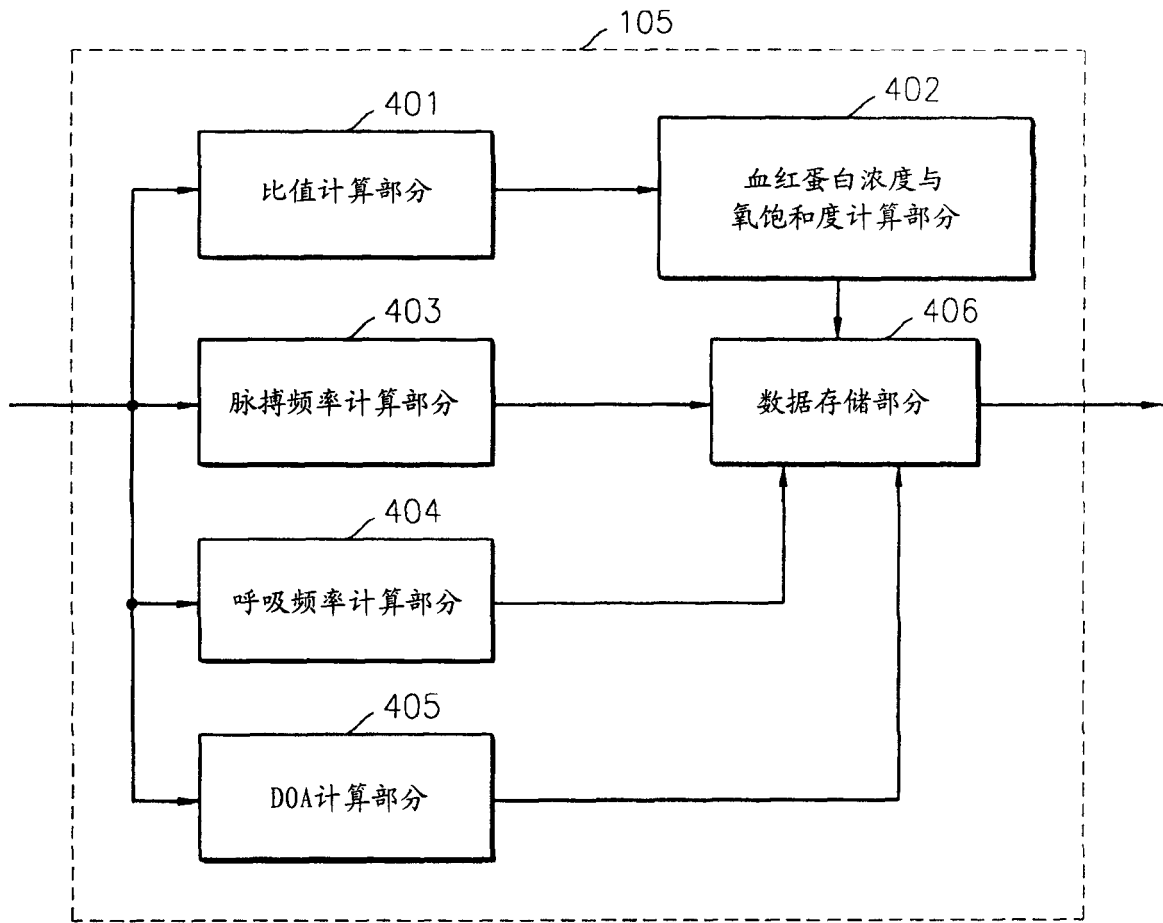 105
401
比值计算部分
402
血红蛋白浓度与
氧饱和度计算部分
403
脉搏频率计算部分
406
数据存储部分
404
呼吸频率计算部分
405
DOA计算部分